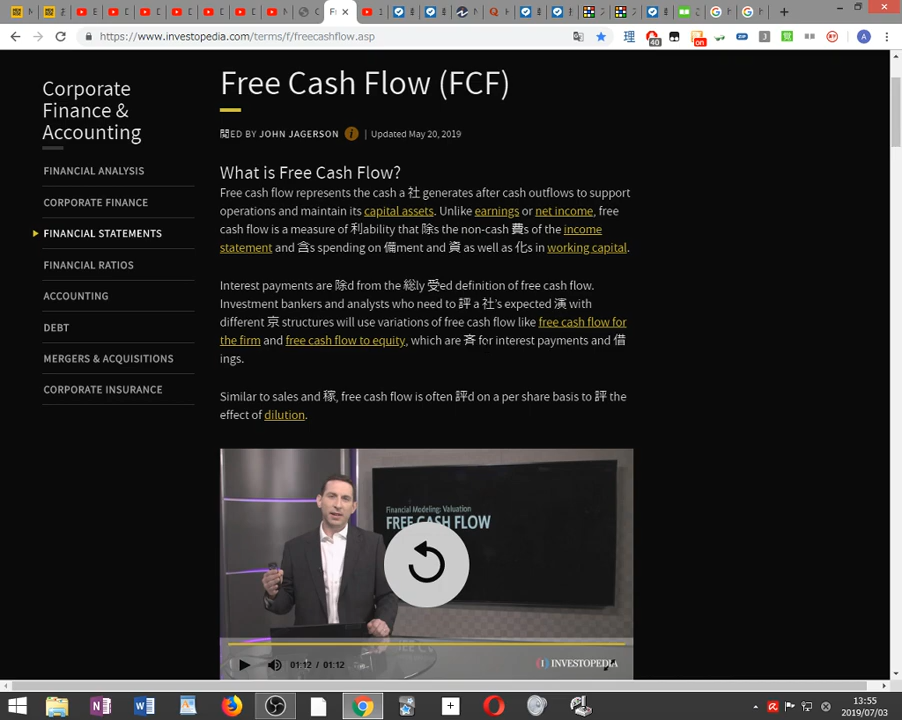 https://www.investopedia.com/terms/f/freecashflow.asp
Corporate
Finance &
Accounting
FINANCIAL ANALYSIS
CORPORATE FINANCE
FINANCIAL STATEMENTS
FINANCIAL RATIOS
ACCOUNTING
DEBT
MERGERS & ACQUISITIONS
CORPORATE INSURANCE
Free Cash Flow (FCF)
ED BY JOHN JAGERSON i | Updated May 20, 2019
What is Free Cash Flow?
Free cash flow represents the cash a 社 generates after cash outflows to support
operations and maintain its capital assets. Unlike earnings or net income, free
cash flow is a measure of 利ability that 除s the non-cash 費s of the income
statement and 含s spending on 備ment and 資 as well as 化s in working capital.
Interest payments are 除d from the 総ly 受ed definition of free cash flow.
Investment bankers and analysts who need to 評 a 社's expected 演 with
different 京 structures will use variations of free cash flow like free cash flow for
the firm and free cash flow to equity, which are 斉 for interest payments and 借
ings.
Similar to sales and 稼, free cash flow is often 評d on a per share basis to 評 the
effect of dilution.
Financial Modeling: Valuation
FREE CASH FLOW
01:12 / 01:12
INVESTOPEDIA
13:55
2019/07/03